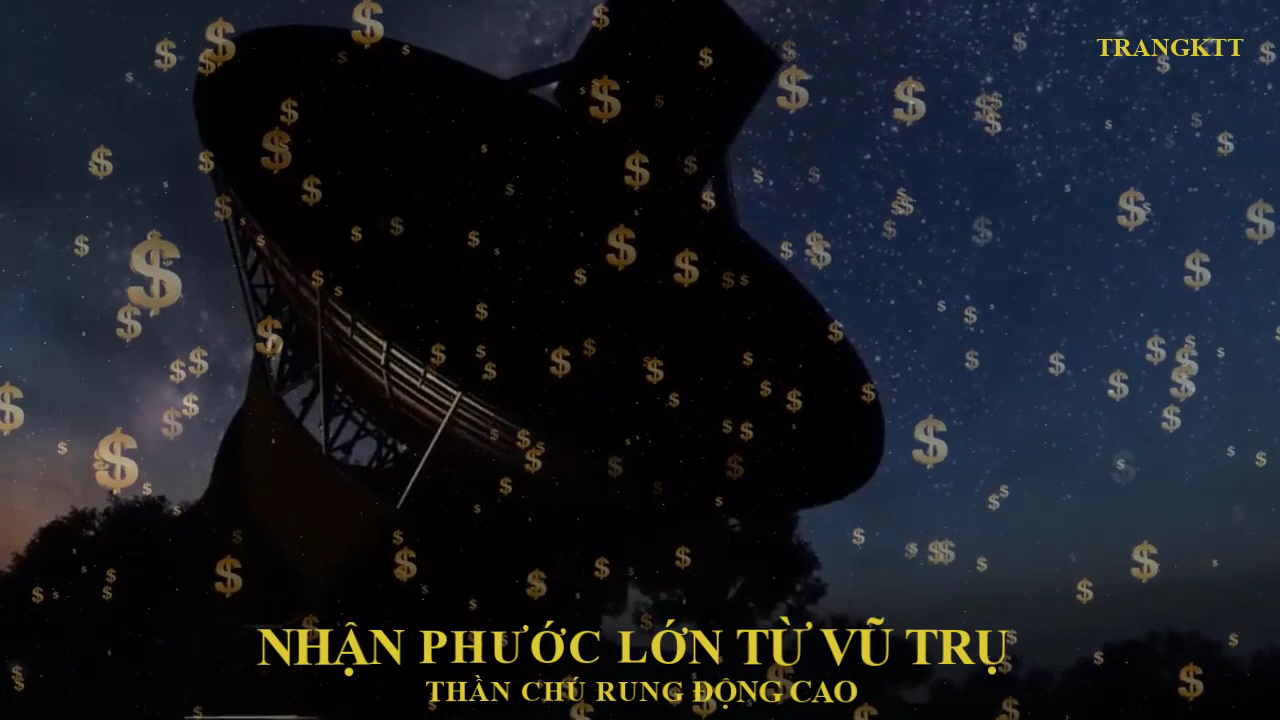 TRANGKTT
NHẬN PHƯỚC LỚN TỪ VŨ TRỤ
THẦN CHÚ RUNG ĐỘNG CAO